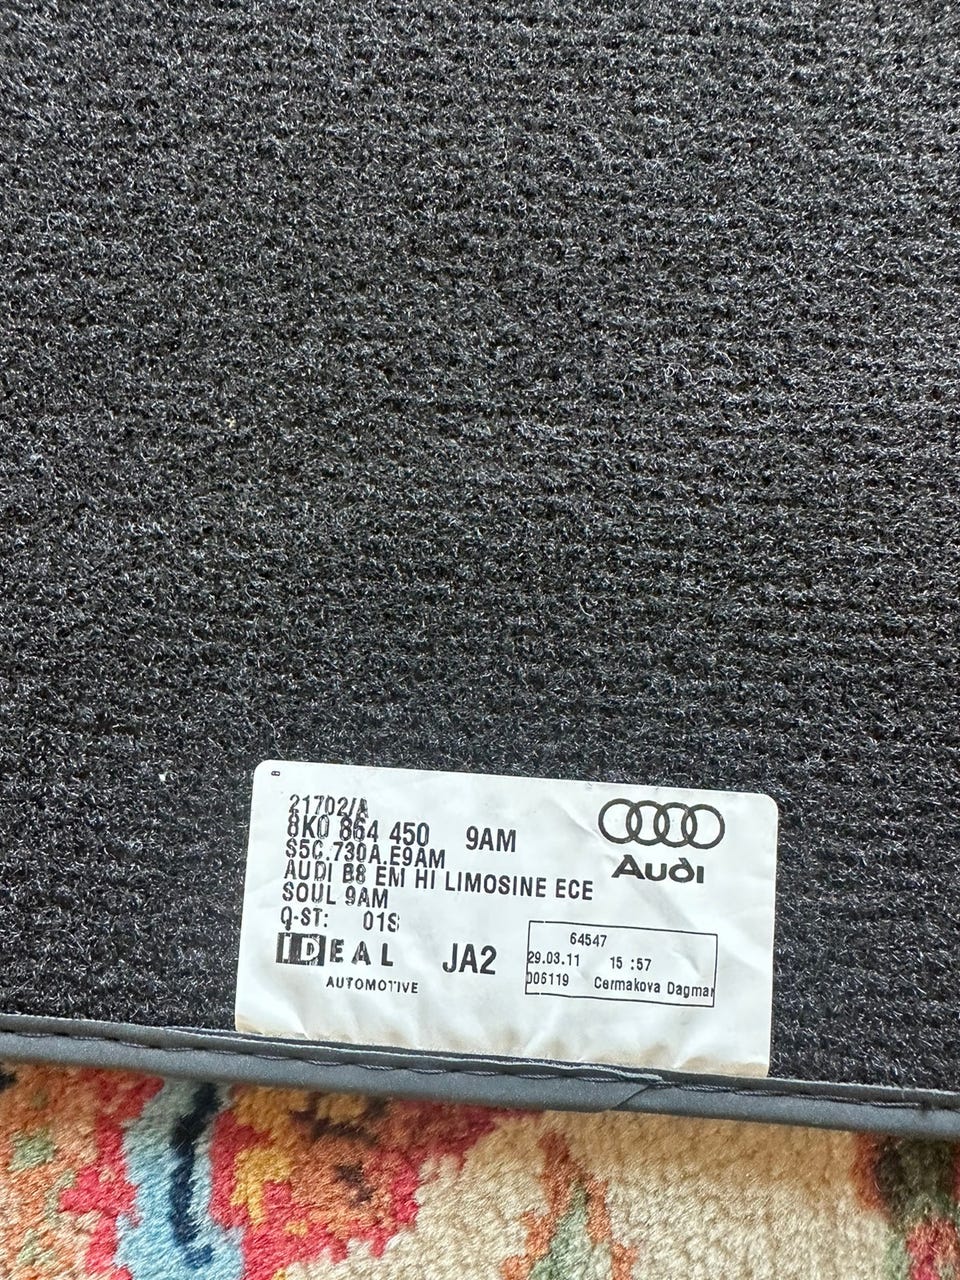 21702/A
8K0 864 450 9AM
S5C.730A.E9AM
AUDI B8 EM HI LIMOSINE ECE
SOUL 9AM
Q-ST: 01S
IDEAL
AUTOMOTIVE
JA2
Audi
64547
29.03.11 15 :57
006119 Cermakova Dagmar